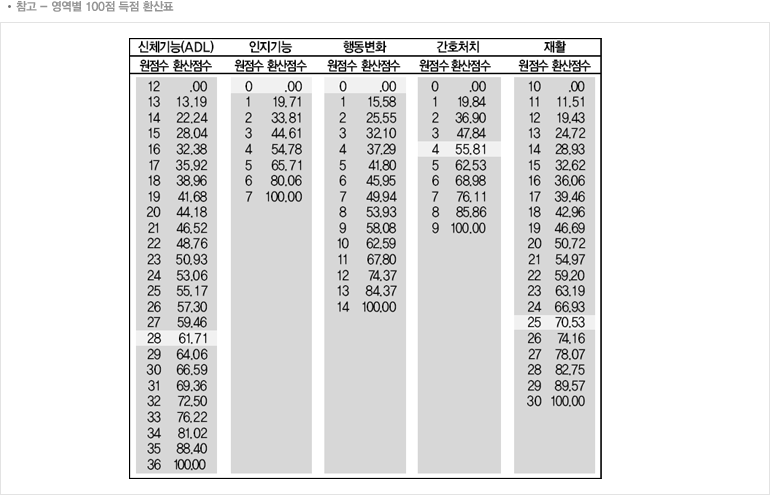 • 참고 - 영역별 100점 득점 환산표
신체기능(ADL) 인지기능 행동변화 간호처치 재활
원점수 환산점수 원점수 환산점수 원점수 환산점수 원점수 환산점수 원점수 환산점수
12 .00 0 .00 0 .00 0 .00 10 .00
13 13.19 1 19.71 1 15.58 1 19.84 11 11.51
14 22.24 2 33.81 2 25.55 2 36.90 12 19.43
15 28.04 3 44.61 3 32.10 3 47.84 13 24.72
16 32.38 4 54.78 4 37.29 4 55.81 14 28.93
17 35.92 5 65.71 5 41.80 5 62.53 15 32.62
18 38.96 6 80.06 6 45.95 6 68.98 16 36.06
19 41.68 7 100.00 7 49.94 7 76.11 17 39.46
20 44.18 8 53.93 8 85.86 18 42.96
21 46.52 9 58.08 9 100.00 19 46.69
22 48.76 10 62.59 20 50.72
23 50.93 11 67.80 21 54.97
24 53.06 12 74.37 22 59.20
25 55.17 13 84.37 23 63.19
26 57.30 14 100.00 24 66.93
27 59.46 25 70.53
28 61.71 26 74.16
29 64.06 27 78.07
30 66.59 28 82.75
31 69.36 29 89.57
32 72.50 30 100.00
33 76.22
34 81.02
35 88.40
36 100.00